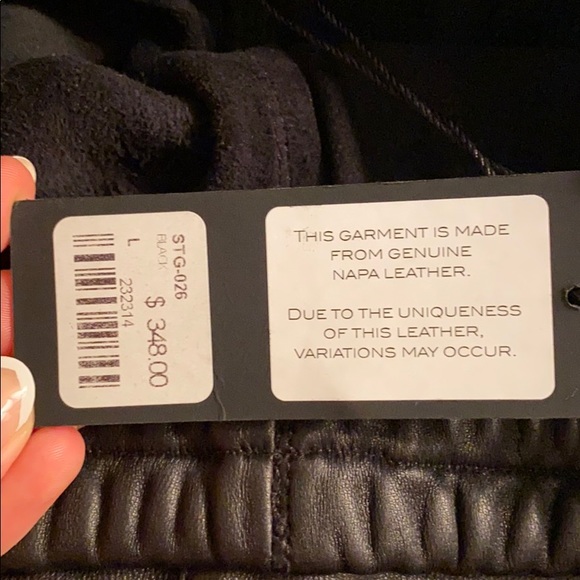 STG-026
BLACK
L
232314
$ 348.00
THIS GARMENT IS MADE
FROM GENUINE
NAPA LEATHER.
DUE TO THE UNIQUENESS
OF THIS LEATHER,
VARIATIONS MAY OCCUR.